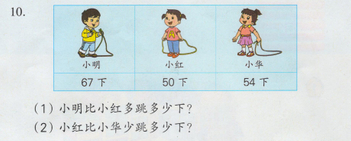 10.
小明 小红 小华
67 下 50 下 54 下
(1) 小明比小红多跳多少下?
(2) 小红比小华少跳多少下?